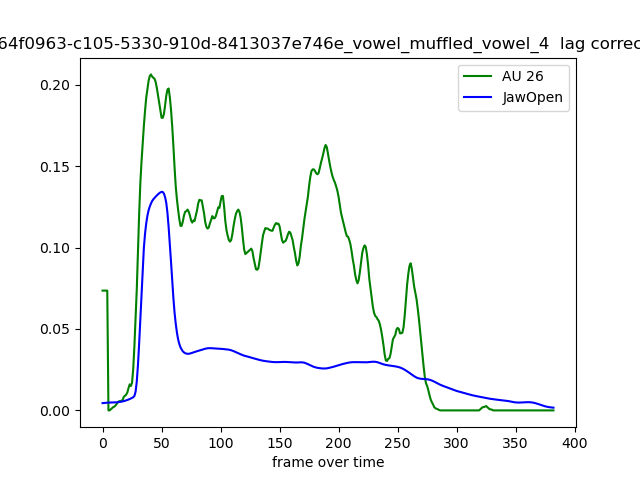 64f0963-c105-5330-910d-8413037e746e_vowel_muffled_vowel_4 lag correc
AU 26
JawOpen
0.20
0.15
0.10
0.05
0.00
0 50 100 150 200 250 300 350 400
frame over time